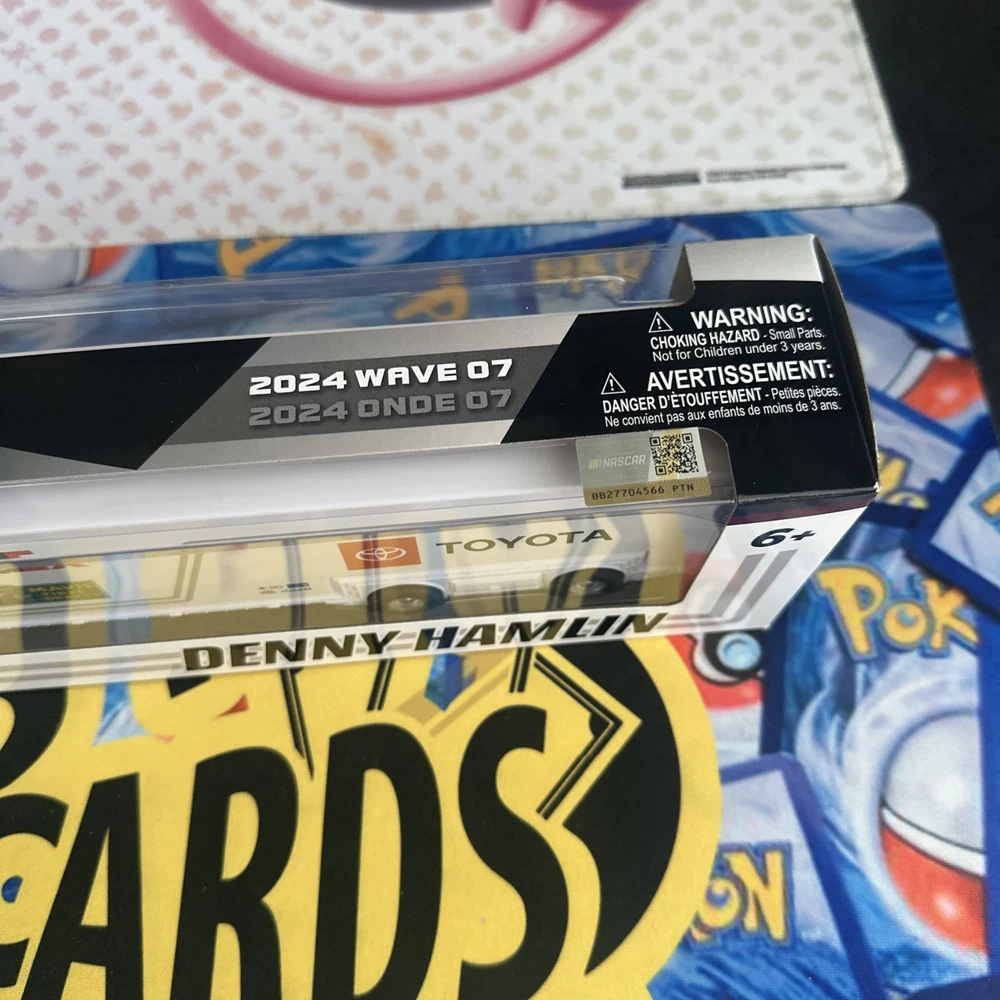 2024 WAVE 07
2024 ONDE 07
WARNING:
CHOKING HAZARD - Small Parts.
Not for Children under 3 years.
AVERTISSEMENT:
DANGER D'ÉTOUFFEMENT - Petites pièces.
Ne convient pas aux enfants de moins de 3 ans.
NASCAR
BB27704566 PTN
6+
TOYOTA
DENNY HAMLIN
CARDS